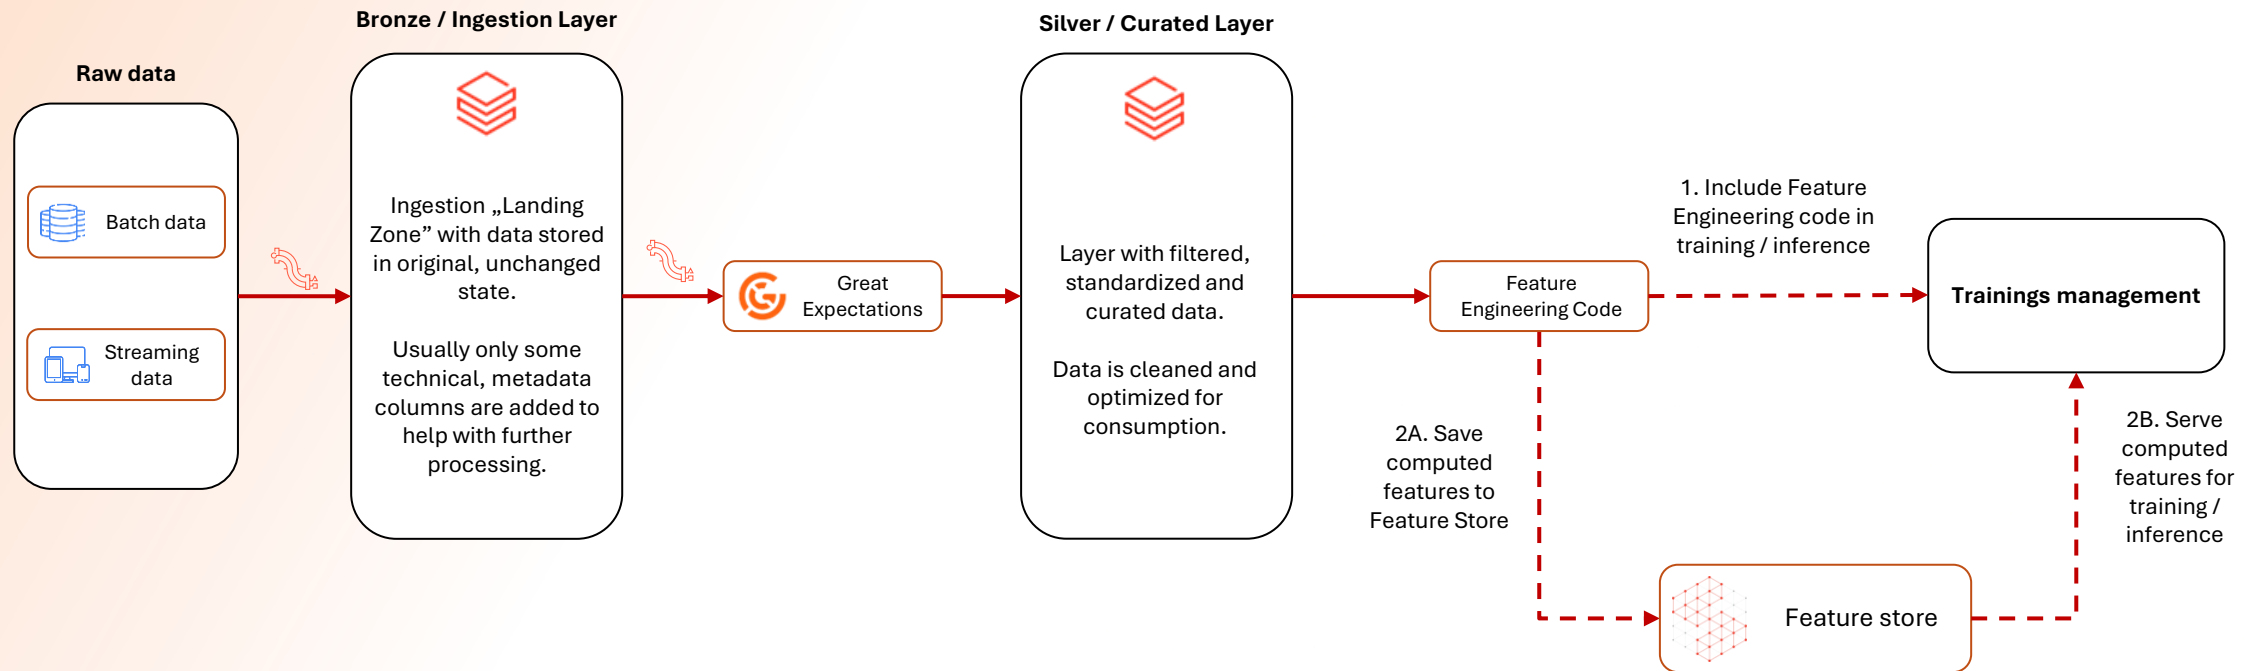 Raw data
Batch data
Streaming
data
Bronze / Ingestion Layer
Ingestion „Landing
Zone” with data stored
in original, unchanged
state.
Usually only some
technical, metadata
columns are added to
help with further
processing.
Great
Expectations
Silver / Curated Layer
Layer with filtered,
standardized and
curated data.
Data is cleaned and
optimized for
consumption.
Feature
Engineering Code
1. Include Feature
Engineering code in
training / inference
Trainings management
2A. Save
computed
features to
Feature Store
Feature store
2B. Serve
computed
features for
training /
inference